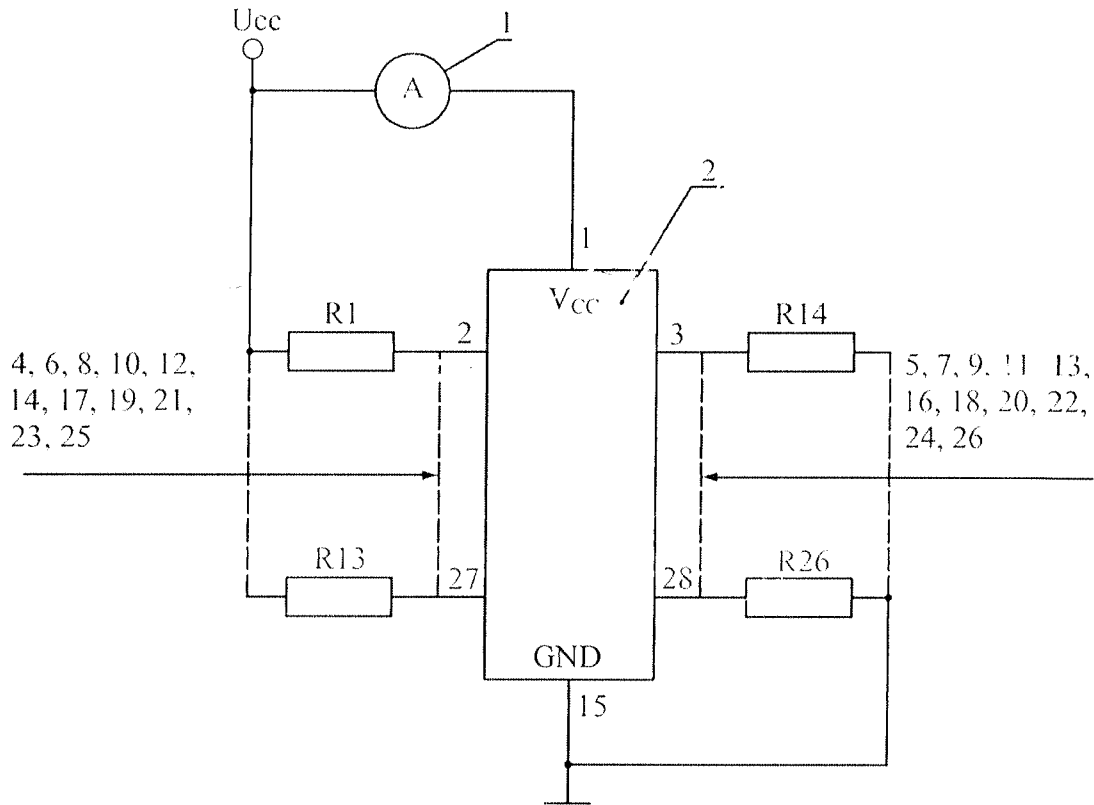 Ucc
1
A
2
1
VCC
R1
2
3
R14
4, 6, 8, 10, 12,
14, 17, 19, 21,
23, 25
5, 7, 9, 11 13,
16, 18, 20, 22,
24, 26
R13
27
28
R26
GND
15